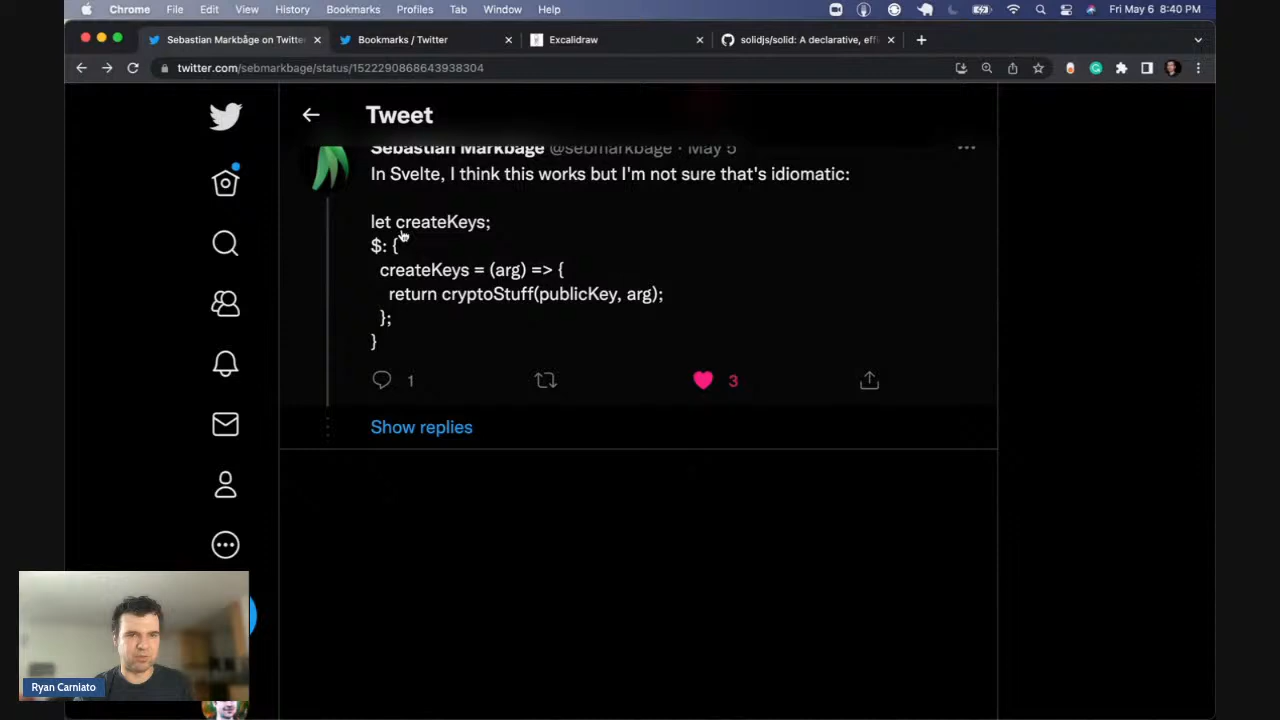 Chrome File Edit View History Bookmarks Profiles Tab Window Help Fri May 6 8:40 PM
Sebastian Markbåge on Twitte Bookmarks / Twitter Excalidraw solidjs/solid: A declarative, effi
twitter.com/sebmarkbage/status/1522290868643938304
Tweet
Sebastian Markbåge @sebmarkbage · May 5
In Svelte, I think this works but I'm not sure that's idiomatic:
let createKeys;
$: {
createKeys = (arg) => {
return cryptoStuff(publicKey, arg);
};
}
1 3
Show replies
Ryan Carniato